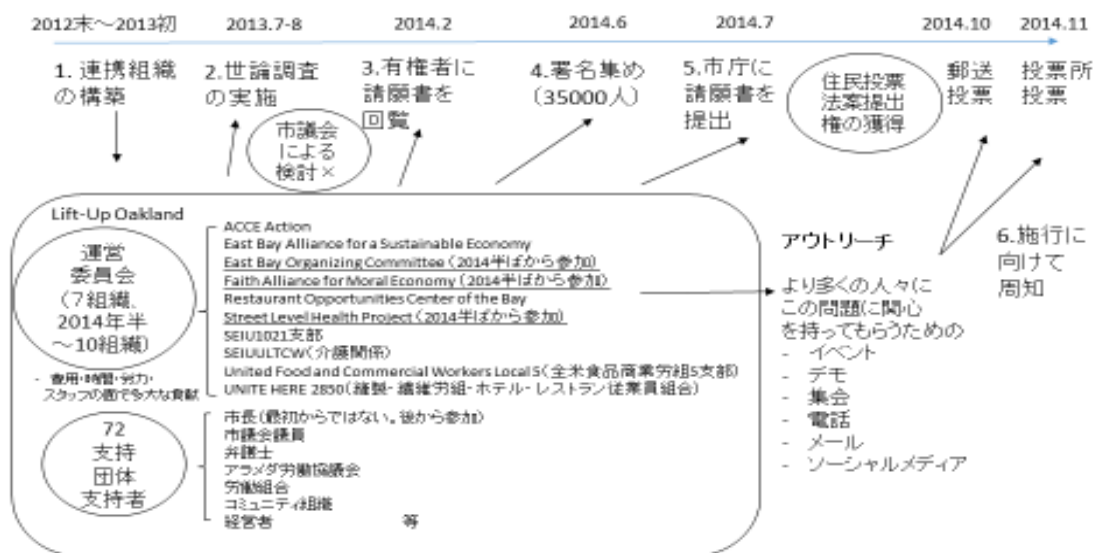 2012末～2013初 2013.7-8 2014.2 2014.6 2014.7 2014.10 2014.11
1. 連携組織
の構築
2.世論調査
の実施
市議会
による
検討×
3.有権者に
請願書を
回覧
4.署名集め
（35000人）
5.市庁に
請願書を
提出
住民投票
法案提出
権の獲得
郵送
投票
投票所
投票
Lift-Up Oakland
運営
委員会
（7組織、
2014年半
～10組織）
- 費用・時間・労力・
スタッフの面で多大な貢献
ACCE Action
East Bay Alliance for a Sustainable Economy
East Bay Organizing Committee（2014半ばから参加）
Faith Alliance for Moral Economy（2014半ばから参加）
Restaurant Opportunities Center of the Bay
Street Level Health Project（2014半ばから参加）
SEIU1021支部
SEIUULTCW（介護関係）
United Food and Commercial Workers Local 5（全米食品商業労組5支部）
UNITE HERE 2850（縫製・繊維労組・ホテル・レストラン従業員組合）
72
支持
団体
支持者
市長（最初からではない。後から参加）
市議会議員
弁護士
アラメダ労働協議会
労働組合
コミュニティ組織
経営者 等
アウトリーチ
より多くの人々に
この問題に関心
を持ってもらうための
- イベント
- デモ
- 集会
- 電話
- メール
- ソーシャルメディア
6.施行に
向けて
周知